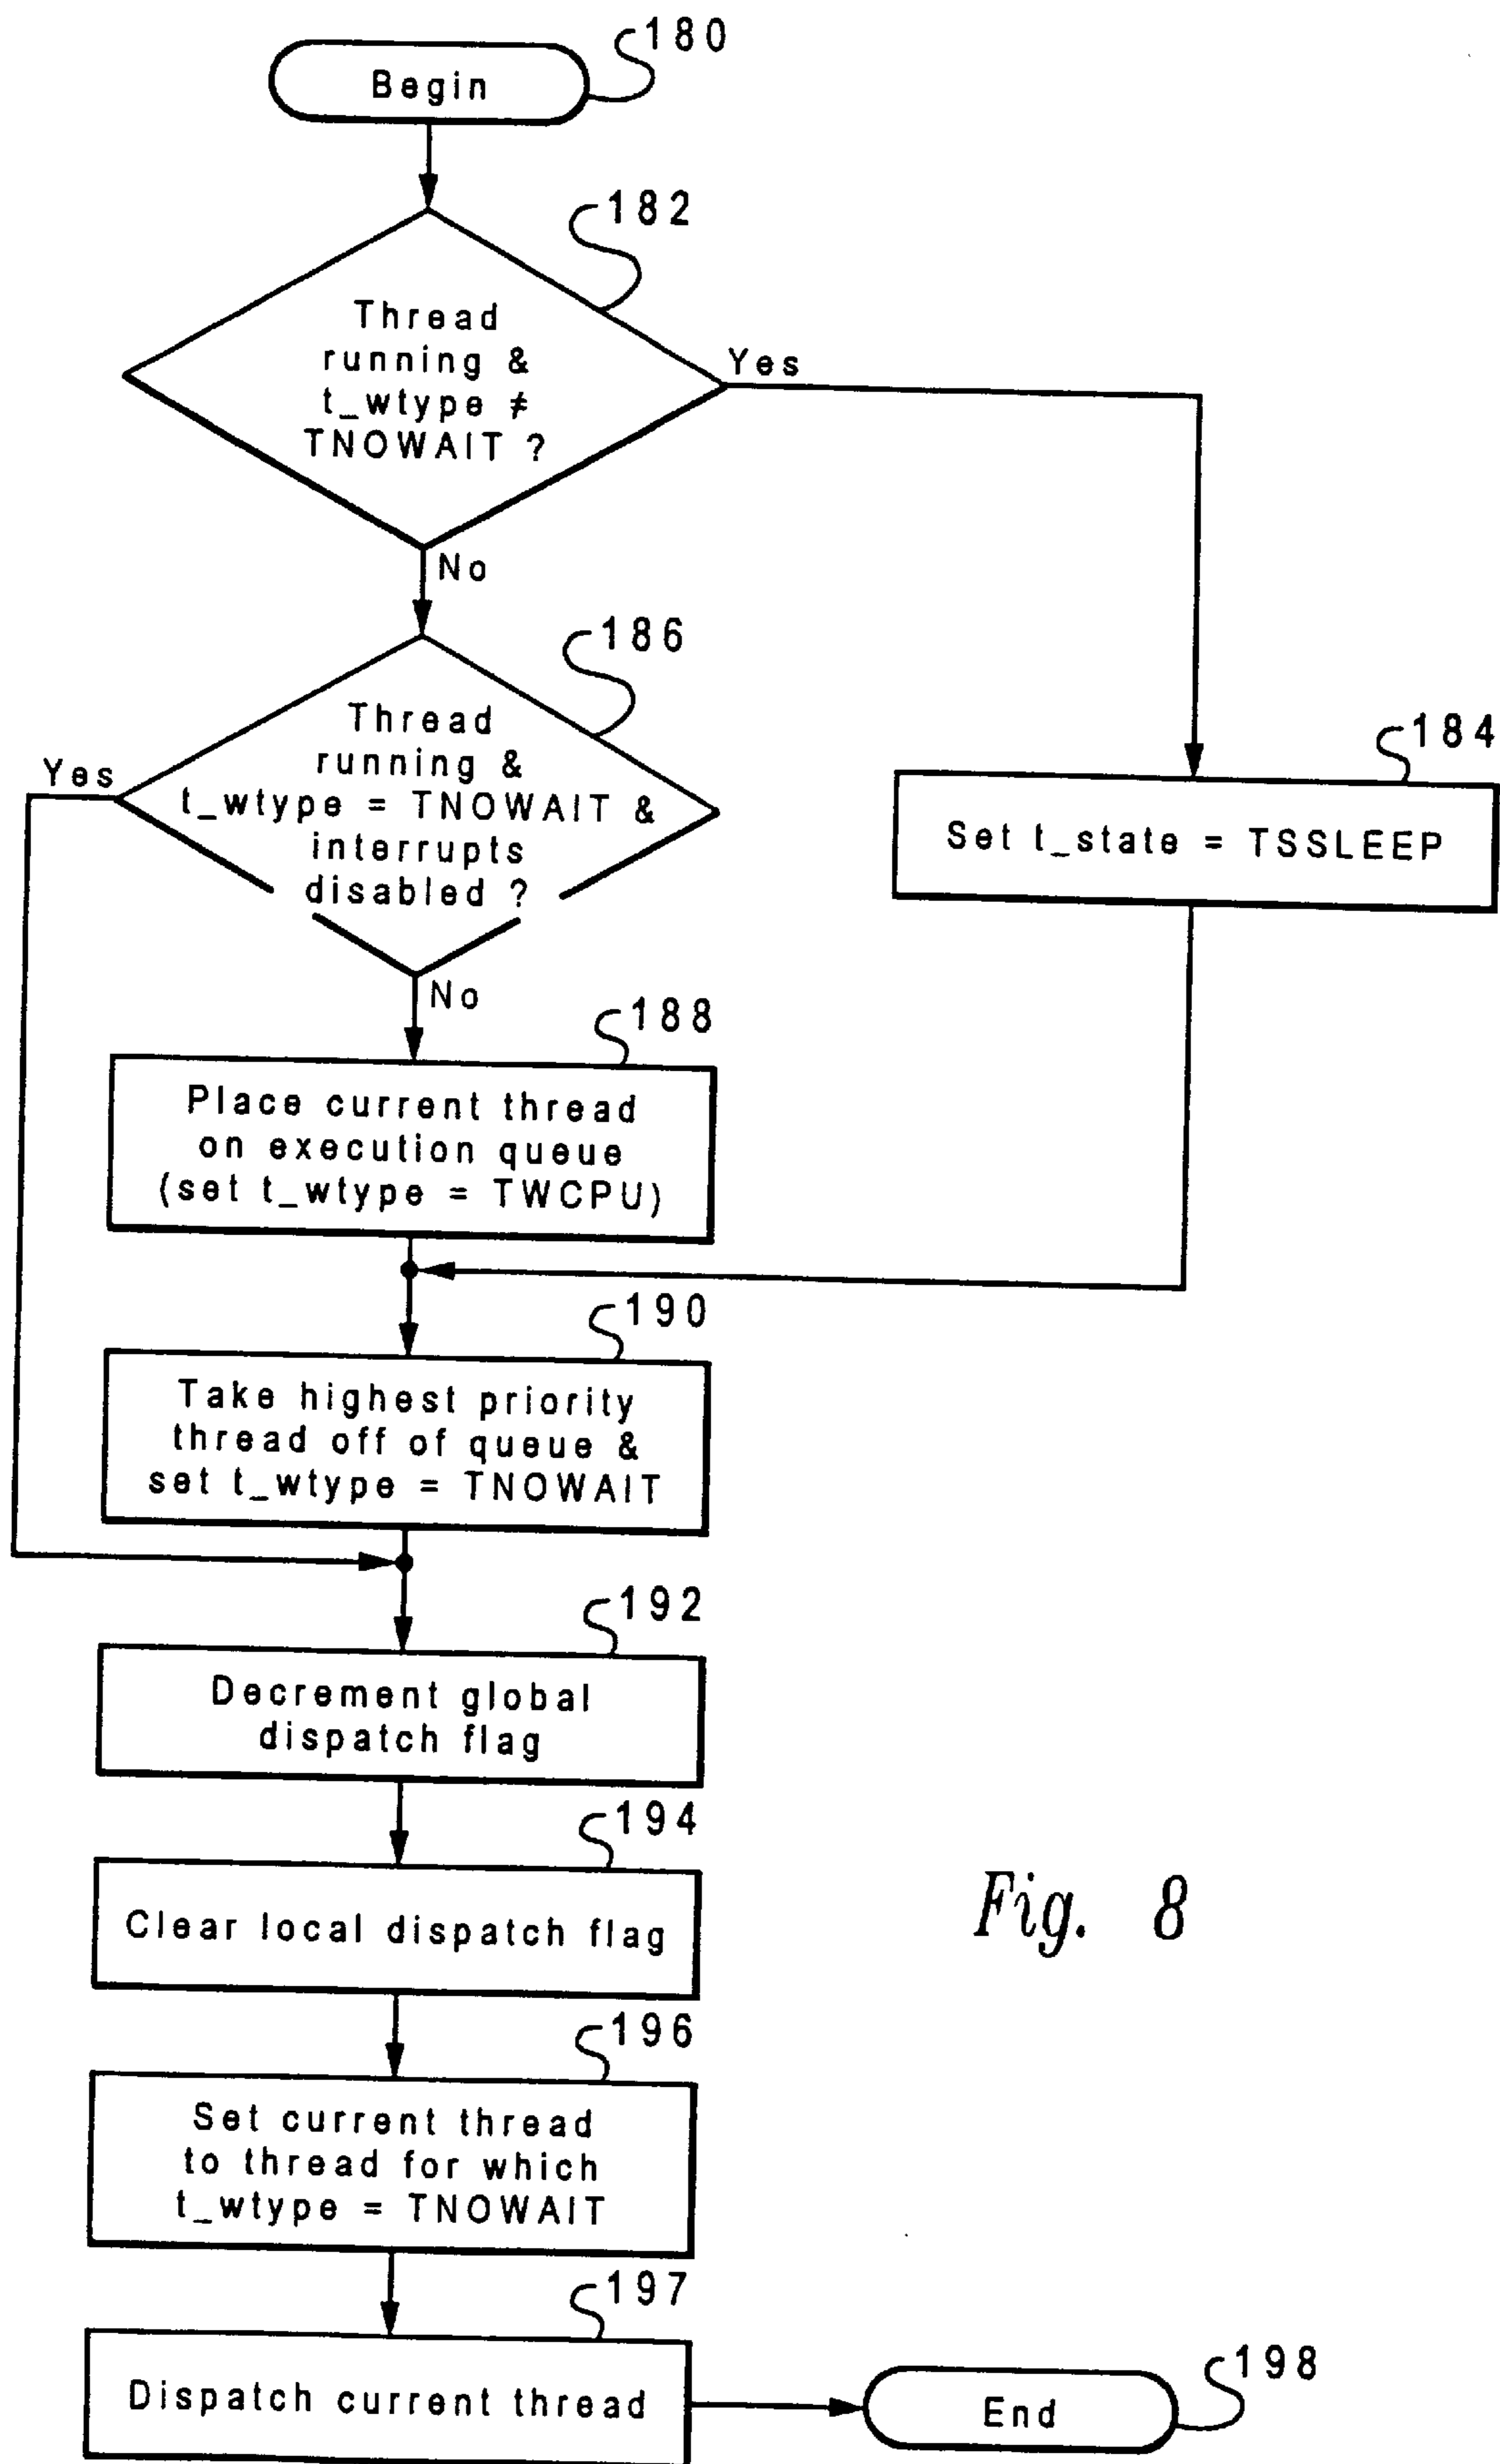 180
Begin
182
Thread
running &
t_wtype ≠
TNOWAIT ?
Yes
No
186
Thread
running &
t_wtype = TNOWAIT &
interrupts
disabled ?
Yes
184
Set t_state = TSSLEEP
No
188
Place current thread
on execution queue
(set t_wtype = TWCPU)
190
Take highest priority
thread off of queue &
set t_wtype = TNOWAIT
192
Decrement global
dispatch flag
194
Clear local dispatch flag
Fig. 8
196
Set current thread
to thread for which
t_wtype = TNOWAIT
197
Dispatch current thread
198
End